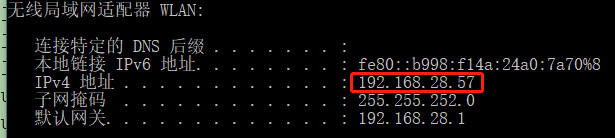 无线局域网适配器 WLAN:
连接特定的 DNS 后缀 . . . . . . . :
本地链接 IPv6 地址. . . . . . . . : fe80::b998:f14a:24a0:7a70%8
IPv4 地址 . . . . . . . . . . . . : 192.168.28.57
子网掩码 . . . . . . . . . . . . : 255.255.252.0
默认网关. . . . . . . . . . . . . : 192.168.28.1